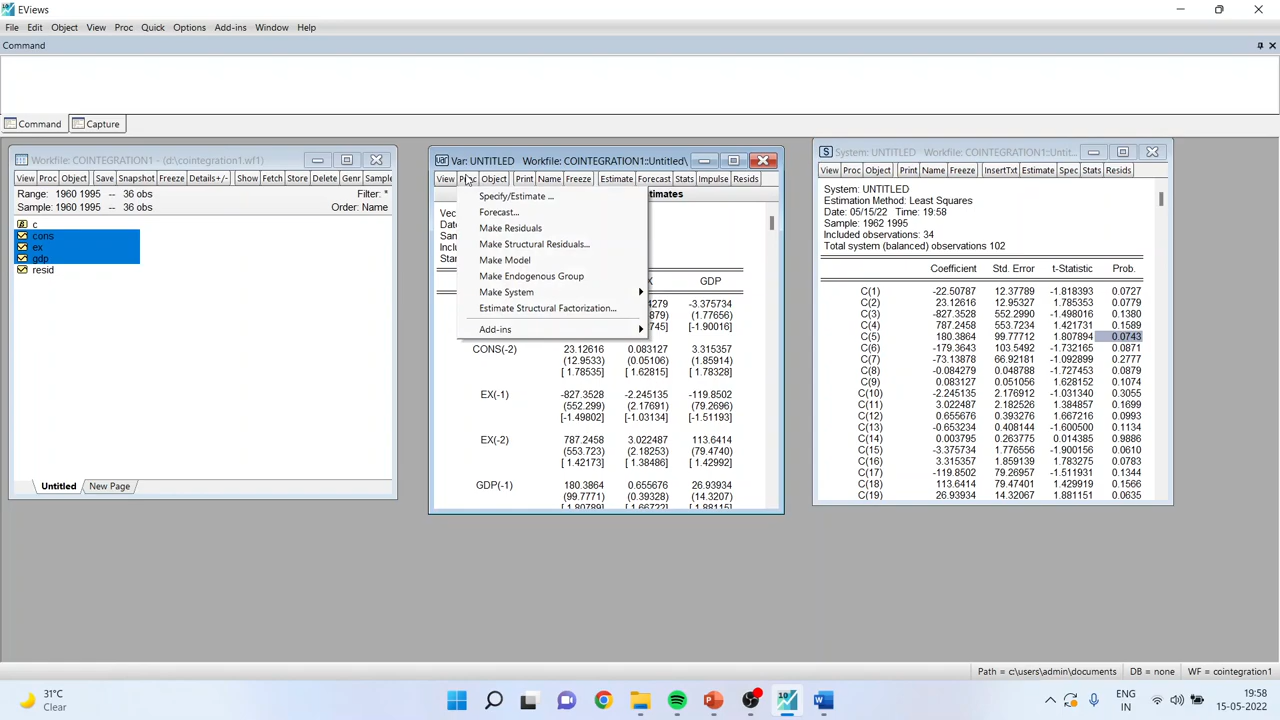 EViews
File Edit Object View Proc Quick Options Add-ins Window Help
Command
Command Capture
Workfile: COINTEGRATION1 - (d:\cointegration1.wf1)
View Proc Object Save Snapshot Freeze Details+/- Show Fetch Store Delete Genr Sample
Range: 1960 1995 -- 36 obs Filter: *
Sample: 1960 1995 -- 36 obs Order: Name
c
cons
ex
gdp
resid
Untitled New Page
Var: UNTITLED Workfile: COINTEGRATION1::Untitled\
View Object Print Name Freeze Estimate Forecast Stats Impulse Resids
Specify/Estimate ...
Forecast...
Make Residuals
Make Structural Residuals...
Make Model
Make Endogenous Group
Make System
Estimate Structural Factorization...
Add-ins
GDP
-3.375734
(1.77656)
[-1.90016]
CONS(-2) 23.12616 0.083127 3.315357
(12.9533) (0.05106) (1.85914)
[ 1.78535] [ 1.62815] [ 1.78328]
EX(-1) -827.3528 -2.245135 -119.8502
(552.299) (2.17691) (79.2696)
[-1.49802] [-1.03134] [-1.51193]
EX(-2) 787.2458 3.022487 113.6414
(553.723) (2.18253) (79.4740)
[ 1.42173] [ 1.38486] [ 1.42992]
GDP(-1) 180.3864 0.655676 26.93934
(99.7771) (0.39328) (14.3207)
[ 1.80789] [ 1.66722] [ 1.88115]
System: UNTITLED Workfile: COINTEGRATION1::Untit...
View Proc Object Print Name Freeze InsertTxt Estimate Spec Stats Resids
System: UNTITLED
Estimation Method: Least Squares
Date: 05/15/22 Time: 19:58
Sample: 1962 1995
Included observations: 34
Total system (balanced) observations 102
Coefficient Std. Error t-Statistic Prob.
C(1) -22.50787 12.37789 -1.818393 0.0727
C(2) 23.12616 12.95327 1.785353 0.0779
C(3) -827.3528 552.2990 -1.498016 0.1380
C(4) 787.2458 553.7234 1.421731 0.1589
C(5) 180.3864 99.77712 1.807894 0.0743
C(6) -179.3643 103.5492 -1.732165 0.0871
C(7) -73.13878 66.92181 -1.092899 0.2777
C(8) -0.084279 0.048788 -1.727453 0.0879
C(9) 0.083127 0.051056 1.628152 0.1074
C(10) -2.245135 2.176912 -1.031340 0.3055
C(11) 3.022487 2.182526 1.384857 0.1699
C(12) 0.655676 0.393276 1.667216 0.0993
C(13) -0.653234 0.408144 -1.600500 0.1134
C(14) 0.003795 0.263775 0.014385 0.9886
C(15) -3.375734 1.776556 -1.900156 0.0610
C(16) 3.315357 1.859139 1.783275 0.0783
C(17) -119.8502 79.26957 -1.511931 0.1344
C(18) 113.6414 79.47401 1.429919 0.1566
C(19) 26.93934 14.32067 1.881151 0.0635
Path = c:\users\admin\documents DB = none WF = cointegration1
31°C
Clear
ENG
IN
19:58
15-05-2022